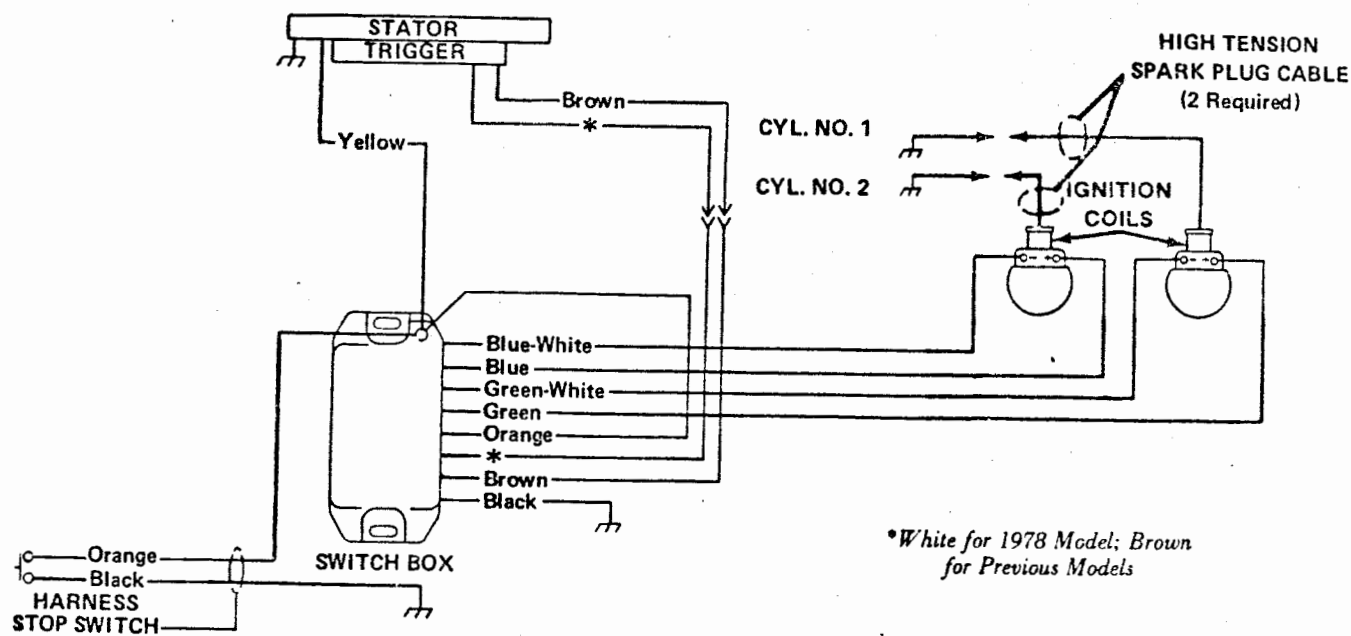 STATOR
TRIGGER
Brown
*
Yellow
HIGH TENSION
SPARK PLUG CABLE
(2 Required)
CYL. NO. 1
CYL. NO. 2
IGNITION
COILS
- +
- +
Blue-White
Blue
Green-White
Green
Orange
*
Brown
Black
SWITCH BOX
Orange
Black
HARNESS
STOP SWITCH
*White for 1978 Model; Brown
for Previous Models